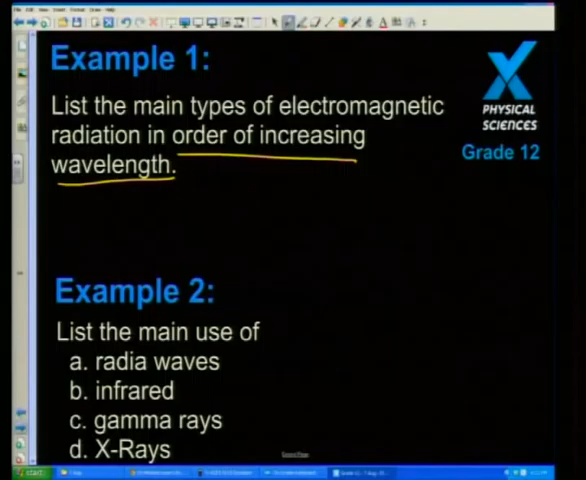 Example 1:
List the main types of electromagnetic
radiation in order of increasing
wavelength.
PHYSICAL
SCIENCES
Grade 12
Example 2:
List the main use of
a. radia waves
b. infrared
c. gamma rays
d. X-Rays
start